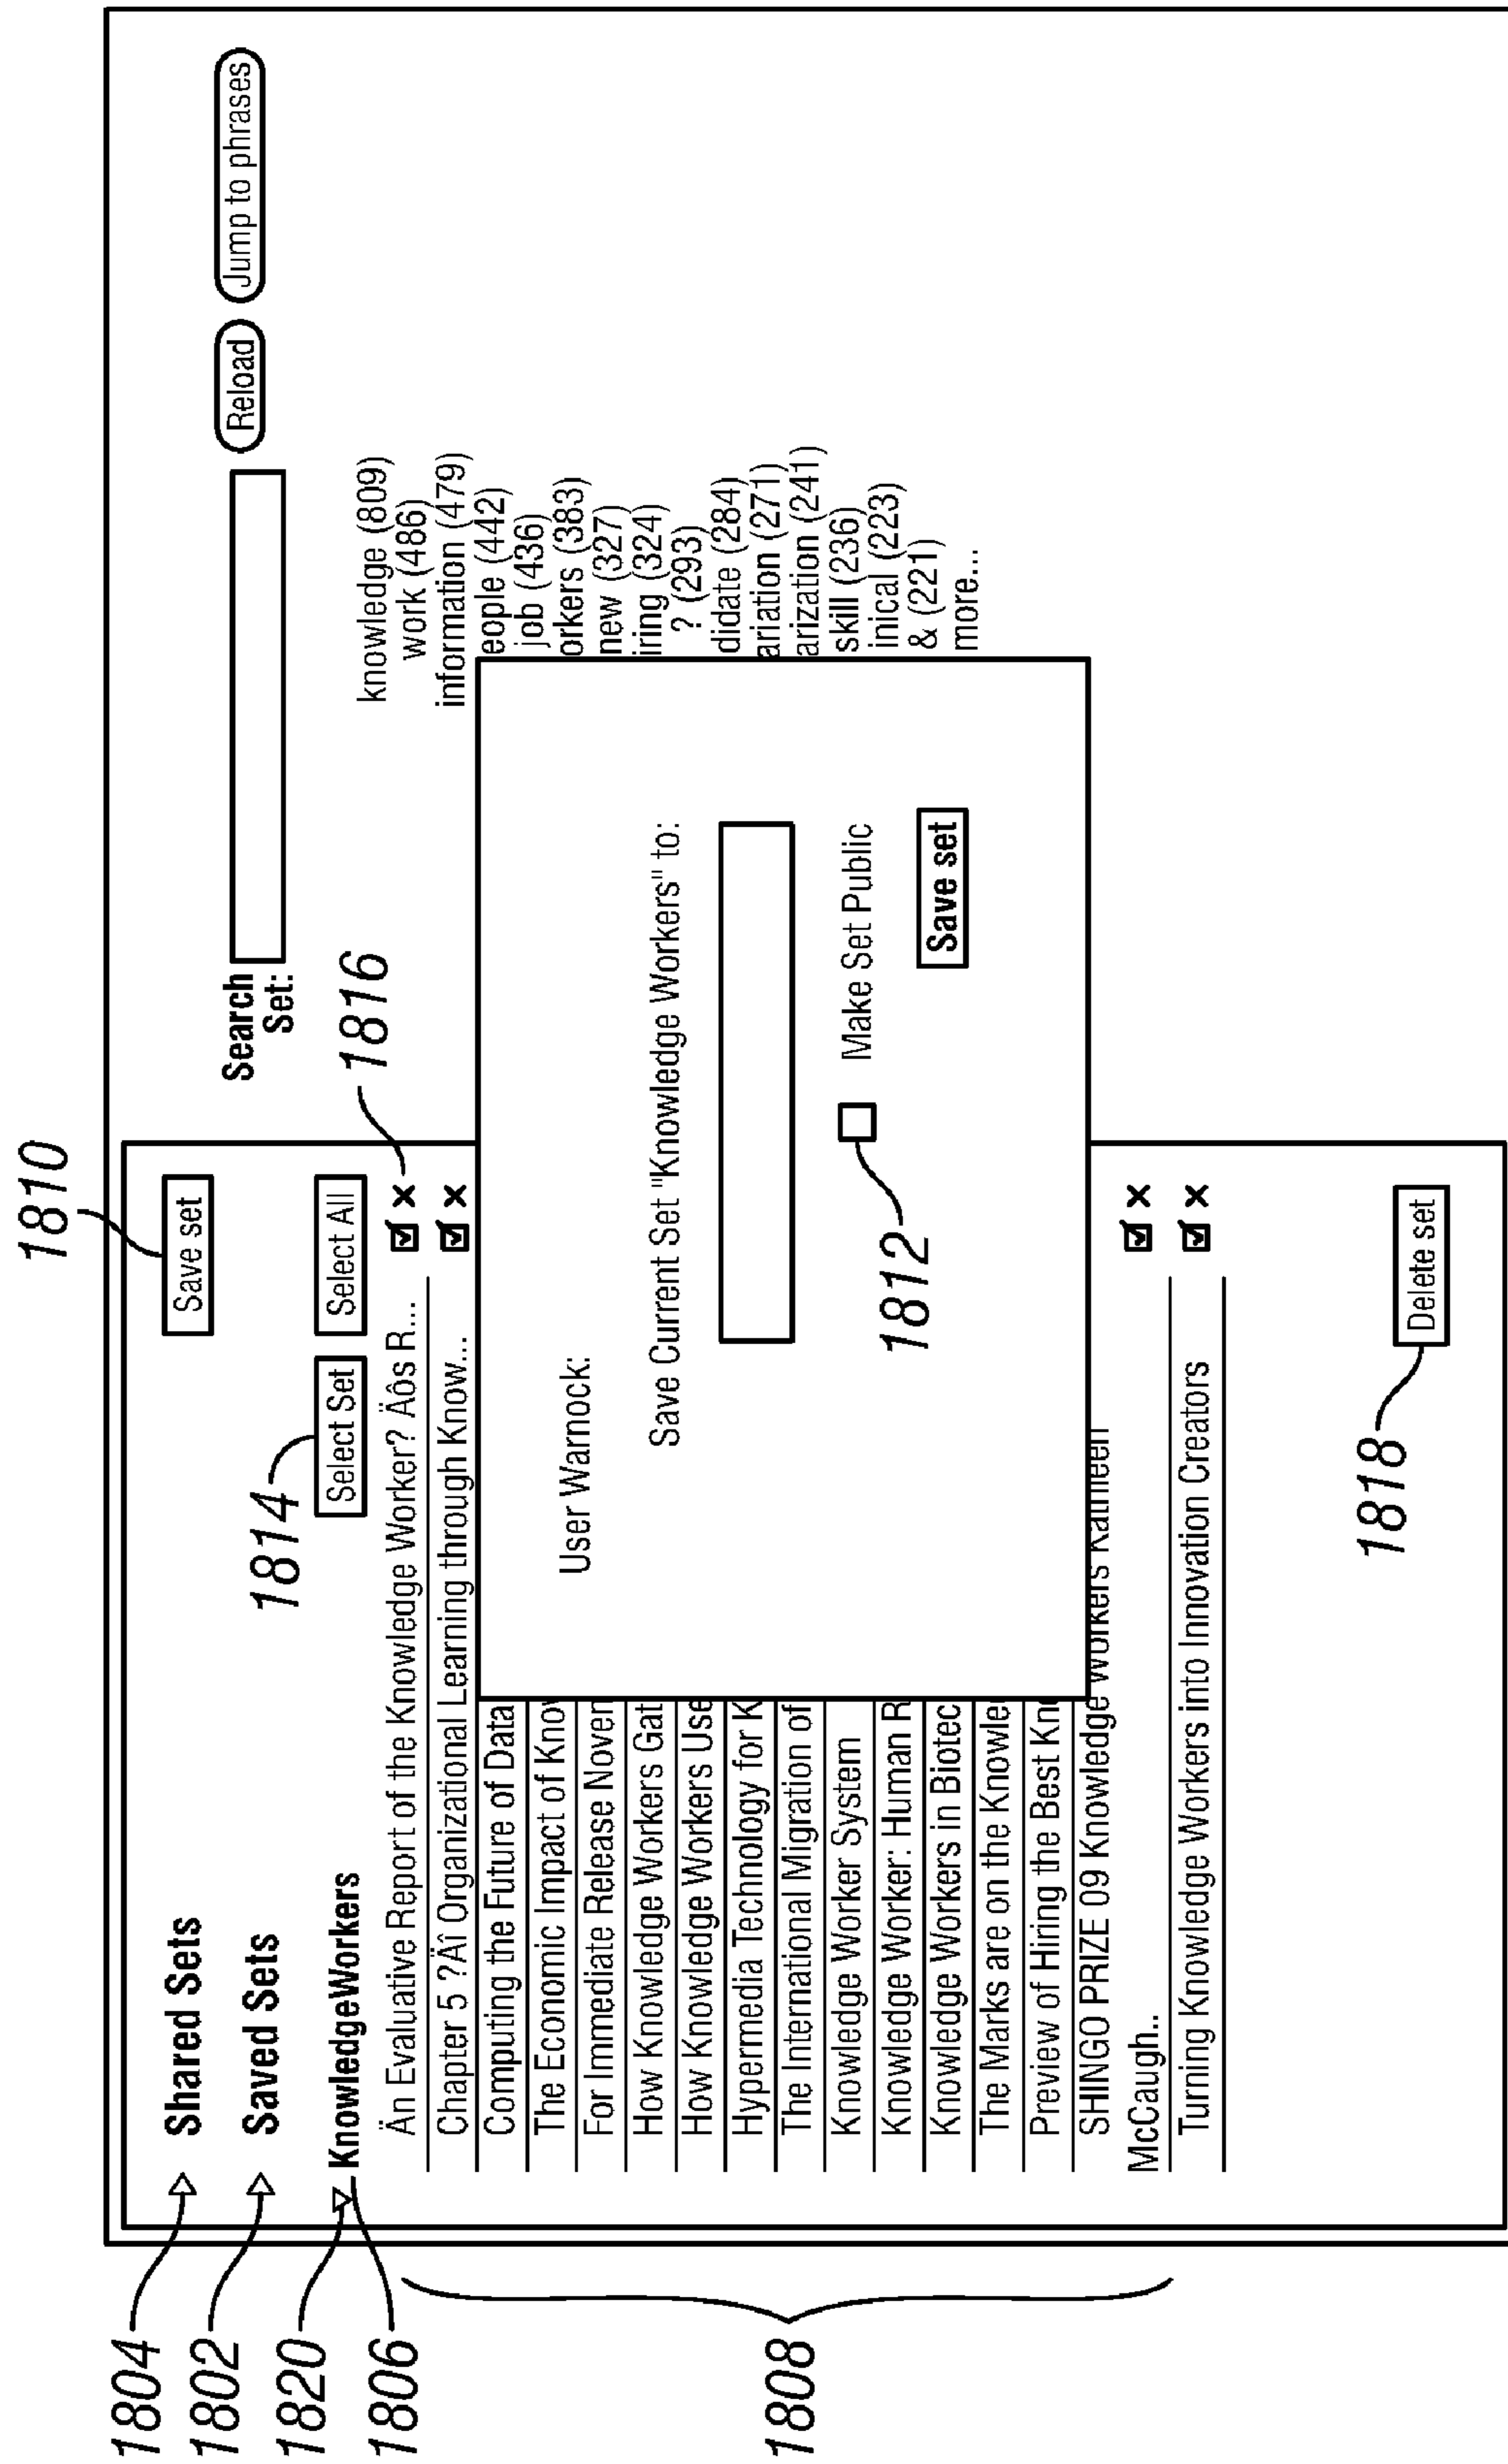 1810
1804
1802
1820
1806
1808
Shared Sets
Save set
Saved Sets
1814
Select Set
Select All
KnowledgeWorkers
1816
Än Evaluative Report of the Knowledge Worker? Äôs R...
Chapter 5 ?Äî Organizational Learning through Know...
Computing the Future of Data
The Economic Impact of Know
For Immediate Release Novem
How Knowledge Workers Gat
How Knowledge Workers Use
Hypermedia Technology for K
The International Migration of
Knowledge Worker System
Knowledge Worker: Human R
Knowledge Workers in Biotec
The Marks are on the Knowle
Preview of Hiring the Best Kno
SHINGO PRIZE 09 Knowledge Workers Kathleen
McCaugh..
Turning Knowledge Workers into Innovation Creators
1818
Delete set
Search
Set:
Reload
Jump to phrases
knowledge (809)
work (486)
information (479)
eople (442)
job (436)
orkers (383)
new (327)
iring (324)
? (293)
didate (284)
ariation (271)
arization (241)
skill (236)
inical (223)
& (221)
more...
User Warnock:
Save Current Set "Knowledge Workers" to:
1812
Make Set Public
Save set